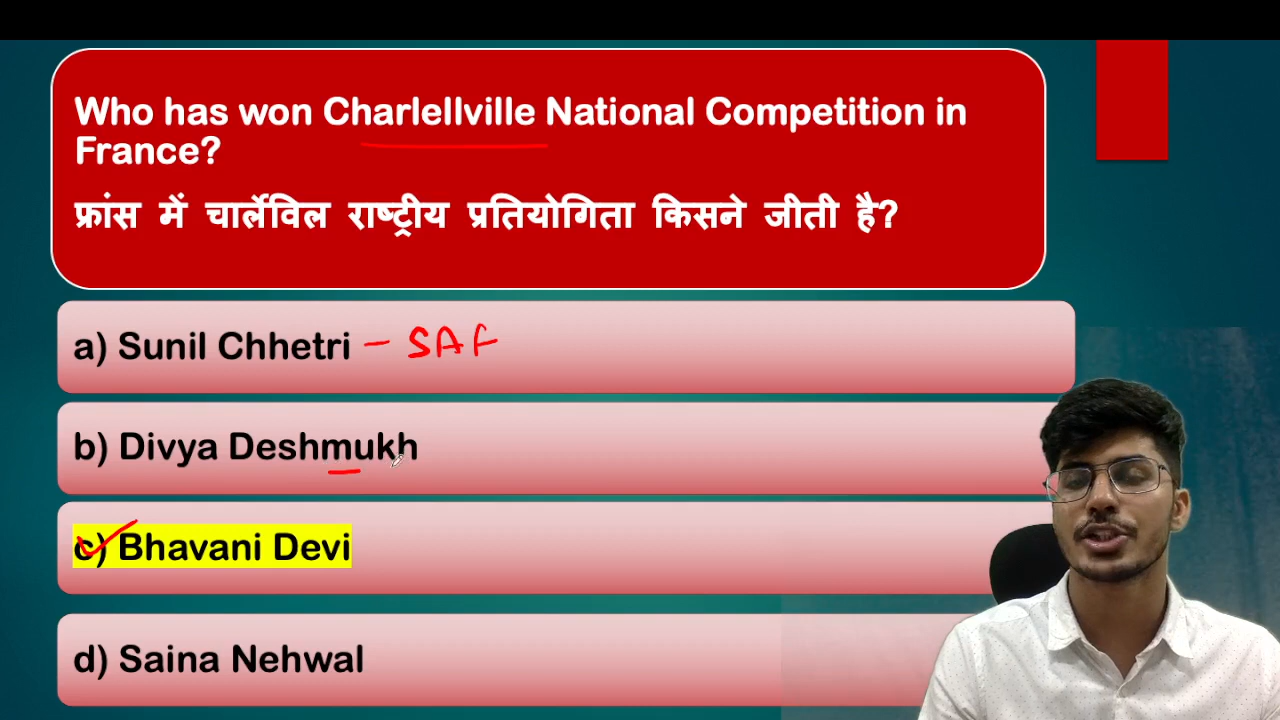 Who has won Charlellville National Competition in
France?
फ्रांस में चार्लेविल राष्ट्रीय प्रतियोगिता किसने जीती है?
a) Sunil Chhetri - SAF
b) Divya Deshmukh
c) Bhavani Devi
d) Saina Nehwal